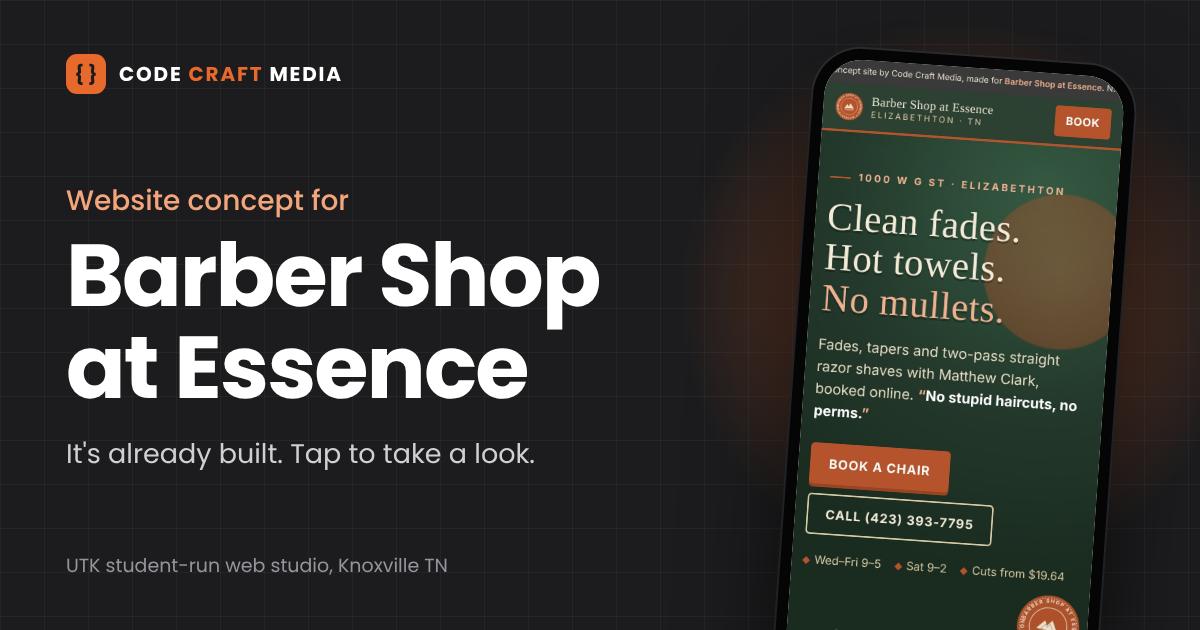 { } CODE CRAFT MEDIA
Website concept for
Barber Shop
at Essence
It's already built. Tap to take a look.
UTK student-run web studio, Knoxville TN
concept site by Code Craft Media, made for Barber Shop at Essence.
Barber Shop at Essence
ELIZABETHTON · TN
BOOK
1000 W G ST · ELIZABETHTON
Clean fades.
Hot towels.
No mullets.
Fades, tapers and two-pass straight
razor shaves with Matthew Clark,
booked online. “No stupid haircuts, no
perms.”
BOOK A CHAIR
CALL (423) 393-7795
◆ Wed–Fri 9–5 ◆ Sat 9–2 ◆ Cuts from $19.64